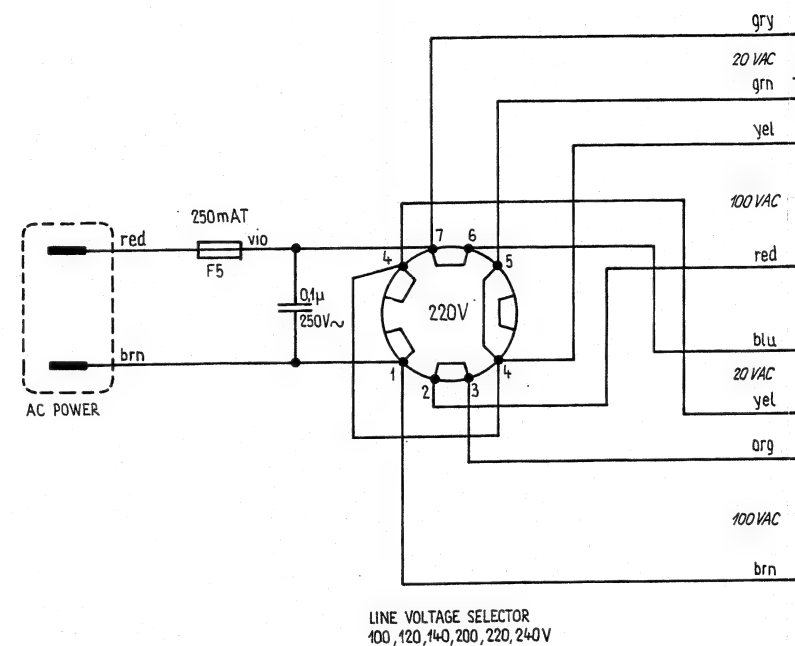 gry
20 VAC
grn
yel
100 VAC
250mAT
red
vio
F5
4
7
6
5
red
0,1µ
250V~
220V
blu
brn
1
2
3
4
20 VAC
yel
AC POWER
org
100 VAC
brn
LINE VOLTAGE SELECTOR
100, 120, 140, 200, 220, 240V